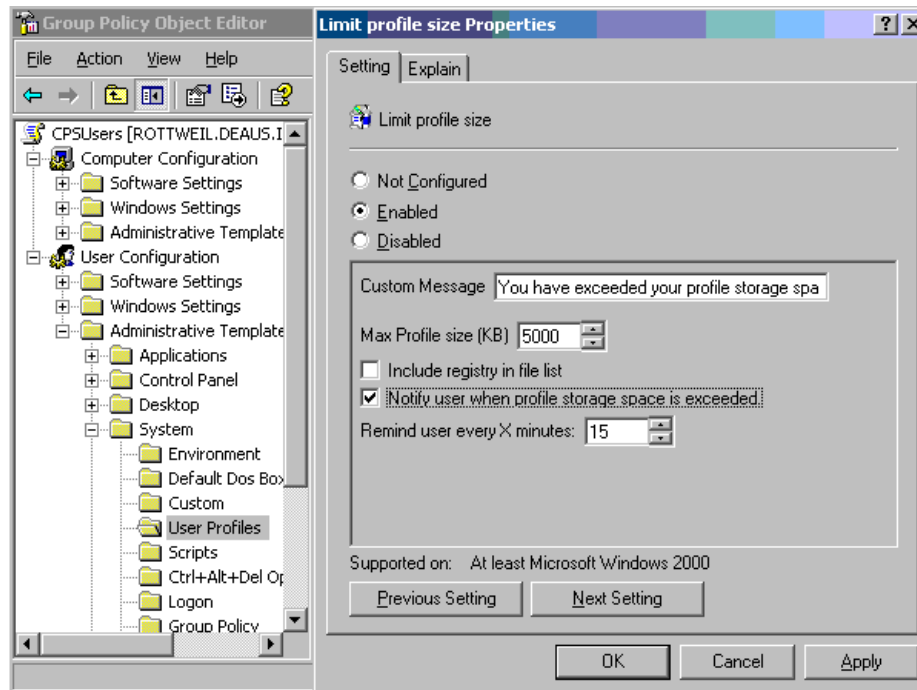 Group Policy Object Editor
File Action View Help
CPSUsers [ROTTWEIL.DEAUS.I
Computer Configuration
Software Settings
Windows Settings
Administrative Template
User Configuration
Software Settings
Windows Settings
Administrative Template
Applications
Control Panel
Desktop
System
Environment
Default Dos Box
Custom
User Profiles
Scripts
Ctrl+Alt+Del Op
Logon
Group Policy
Limit profile size Properties
Setting Explain
Limit profile size
Not Configured
Enabled
Disabled
Custom Message You have exceeded your profile storage spa
Max Profile size (KB) 5000
Include registry in file list
Notify user when profile storage space is exceeded.
Remind user every X minutes: 15
Supported on: At least Microsoft Windows 2000
Previous Setting Next Setting
OK Cancel Apply